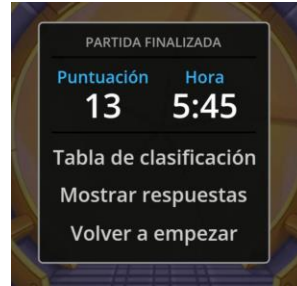 PARTIDA FINALIZADA
Puntuación Hora
13 5:45
Tabla de clasificación
Mostrar respuestas
Volver a empezar